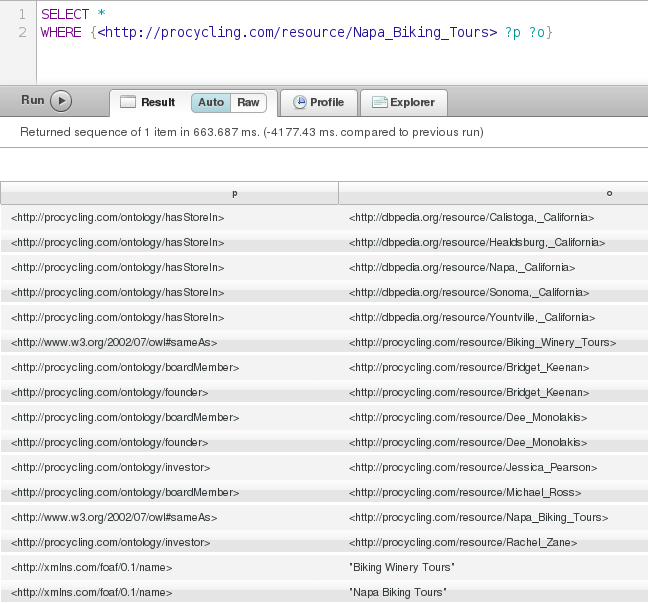 1 SELECT *
2 WHERE {<http://procycling.com/resource/Napa_Biking_Tours> ?p ?o}
Run Result Auto Raw Profile Explorer
Returned sequence of 1 item in 663.687 ms. (-4177.43 ms. compared to previous run)
p o
<http://procycling.com/ontology/hasStoreIn> <http://dbpedia.org/resource/Calistoga,_California>
<http://procycling.com/ontology/hasStoreIn> <http://dbpedia.org/resource/Healdsburg,_California>
<http://procycling.com/ontology/hasStoreIn> <http://dbpedia.org/resource/Napa,_California>
<http://procycling.com/ontology/hasStoreIn> <http://dbpedia.org/resource/Sonoma,_California>
<http://procycling.com/ontology/hasStoreIn> <http://dbpedia.org/resource/Yountville,_California>
<http://www.w3.org/2002/07/owl#sameAs> <http://procycling.com/resource/Biking_Winery_Tours>
<http://procycling.com/ontology/boardMember> <http://procycling.com/resource/Bridget_Keenan>
<http://procycling.com/ontology/founder> <http://procycling.com/resource/Bridget_Keenan>
<http://procycling.com/ontology/boardMember> <http://procycling.com/resource/Dee_Monolakis>
<http://procycling.com/ontology/founder> <http://procycling.com/resource/Dee_Monolakis>
<http://procycling.com/ontology/investor> <http://procycling.com/resource/Jessica_Pearson>
<http://procycling.com/ontology/boardMember> <http://procycling.com/resource/Michael_Ross>
<http://www.w3.org/2002/07/owl#sameAs> <http://procycling.com/resource/Napa_Biking_Tours>
<http://procycling.com/ontology/investor> <http://procycling.com/resource/Rachel_Zane>
<http://xmlns.com/foaf/0.1/name> "Biking Winery Tours"
<http://xmlns.com/foaf/0.1/name> "Napa Biking Tours"